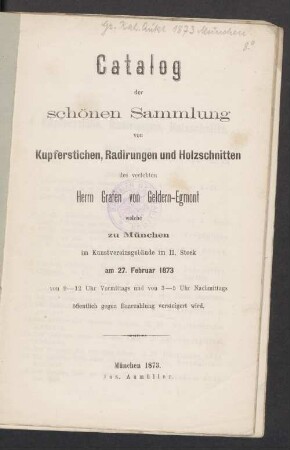 Catalog
der
schönen Sammlung
von
Kupferstichen, Radirungen und Holzschnitten
des verlebten
Herrn Grafen von Geldern-Egmont
welche
zu München
im Kunstvereinsgebäude im II. Stock
am 27. Februar 1873
von 9—12 Uhr Vormittags und von 3—5 Uhr Nachmittags
öffentlich gegen Baarzahlung versteigert wird.
München 1873.
Jos. Aumüller.